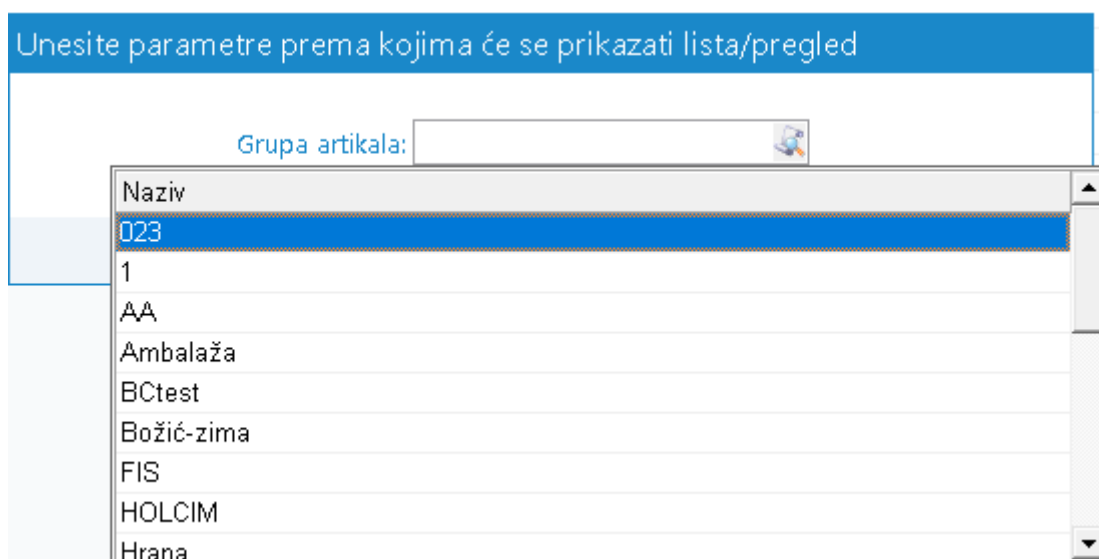 Unesite parametre prema kojima će se prikazati lista/pregled
Grupa artikala:
Naziv
023
1
AA
Ambalaža
BCtest
Božić-zima
FIS
HOLCIM
Hrana